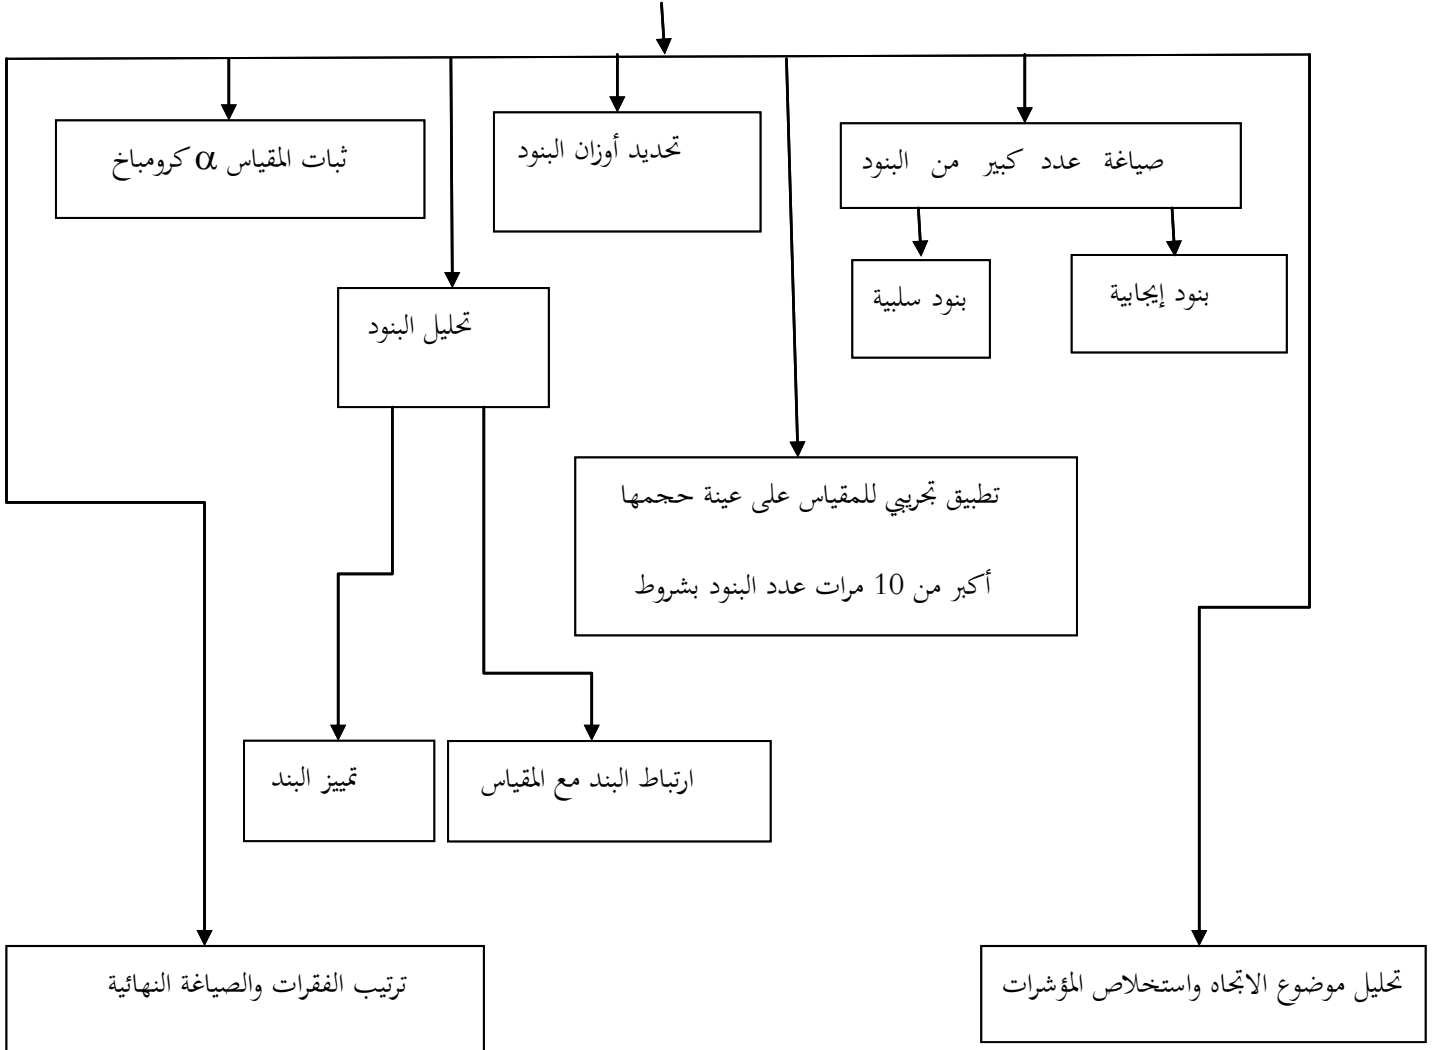 تحديد أوزان البنود
ثبات المقياس α كرومباخ
صياغة عدد كبير من البنود
بنود إيجابية
بنود سلبية
تحليل البنود
تطبيق تجريبي للمقياس على عينة حجمها
أكبر من 10 مرات عدد البنود بشروط
ارتباط البند مع المقياس
تمييز البند
تحليل موضوع الاتجاه واستخلاص المؤشرات
ترتيب الفقرات والصياغة النهائية